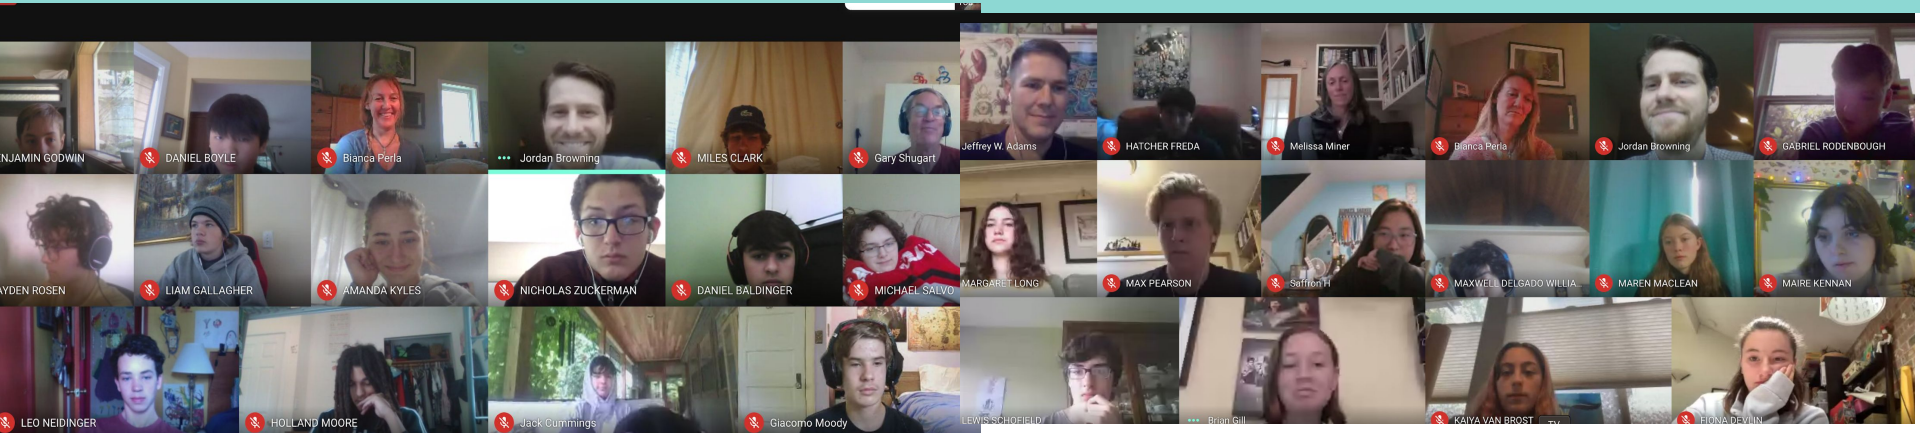 NJAMIN GODWIN
DANIEL BOYLE
Bianca Perla
Jordan Browning
MILES CLARK
Gary Shugart
AYDEN ROSEN
LIAM GALLAGHER
AMANDA KYLES
NICHOLAS ZUCKERMAN
DANIEL BALDINGER
MICHAEL SALVO
LEO NEIDINGER
HOLLAND MOORE
Jack Cummings
Giacomo Moody
Jeffrey W. Adams
HATCHER FREDA
Melissa Miner
Bianca Perla
Jordan Browning
GABRIEL RODENBOUGH
MARGARET LONG
MAX PEARSON
Saffron H
MAXWELL DELGADO WILLIA...
MAREN MACLEAN
MAIRE KENNAN
LEWIS SCHOFIELD
Brian Gill
KAIYA VAN BROST
FIONA DEVLIN